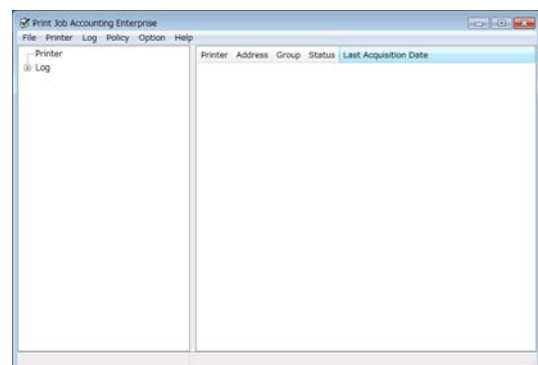 Print Job Accounting Enterprise
File Printer Log Policy Option Help
Printer
Log
Printer Address Group Status Last Acquisition Date